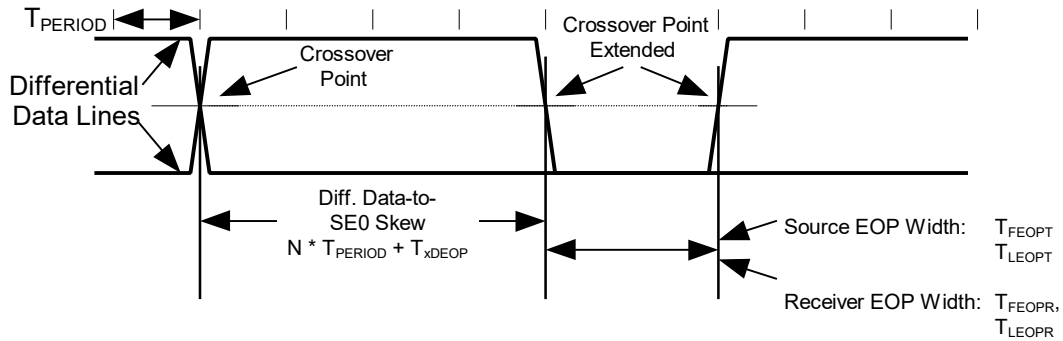 TPERIOD
Differential
Data Lines
Crossover
Point
Crossover Point
Extended
Diff. Data-to-
SE0 Skew
N * TPERIOD + TxDEOP
Source EOP Width: TFEOPT
TLEOPT
Receiver EOP Width: TFEOPR,
TLEOPR